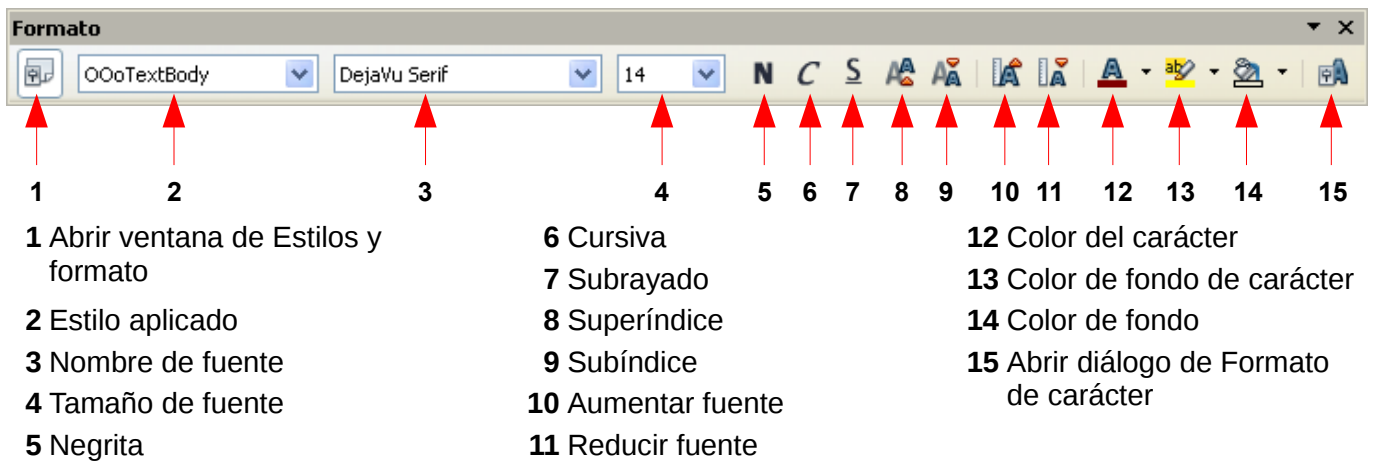 Formato
OOoTextBody DejaVu Serif 14 N C S
1 2 3 4 5 6 7 8 9 10 11 12 13 14 15
1 Abrir ventana de Estilos y
formato
2 Estilo aplicado
3 Nombre de fuente
4 Tamaño de fuente
5 Negrita
6 Cursiva
7 Subrayado
8 Superíndice
9 Subíndice
10 Aumentar fuente
11 Reducir fuente
12 Color del carácter
13 Color de fondo de carácter
14 Color de fondo
15 Abrir diálogo de Formato
de carácter